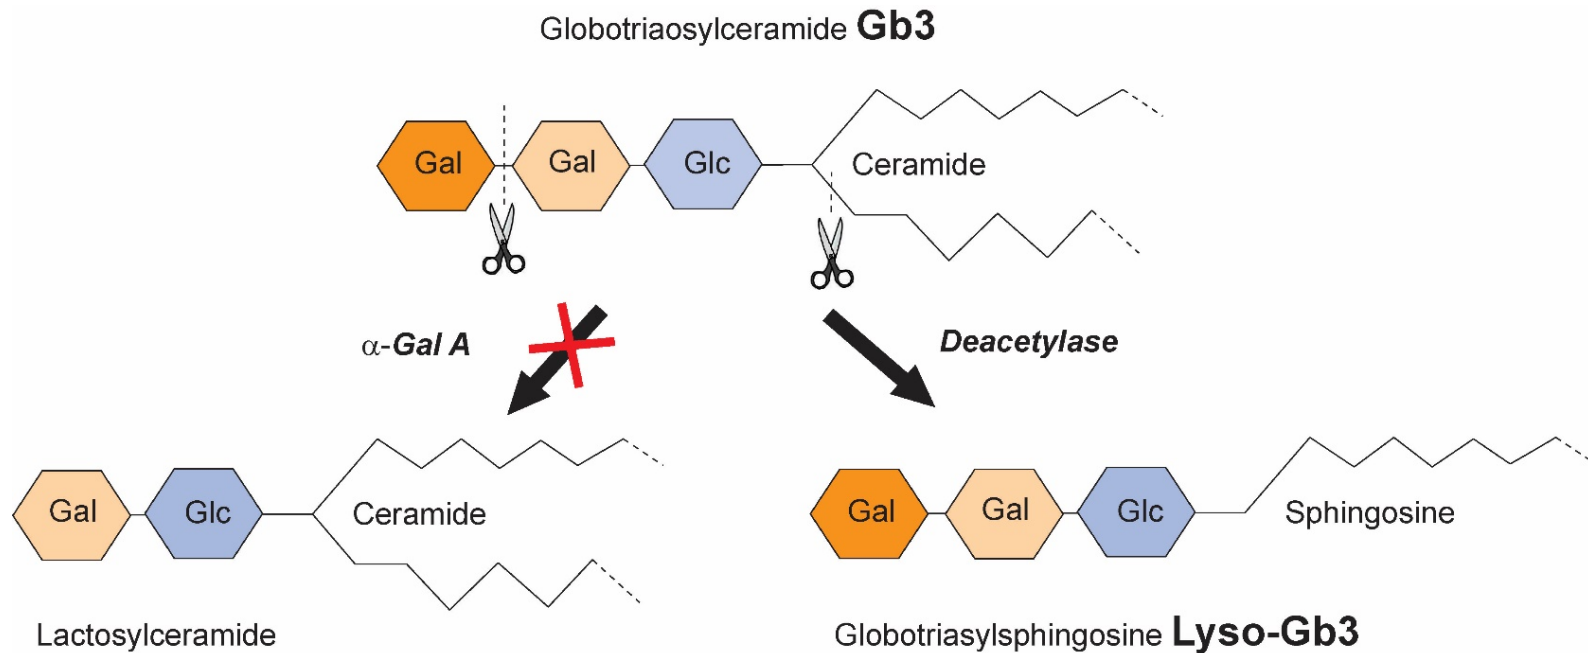 Globotriaosylceramide Gb3
Gal Gal Glc Ceramide
α-Gal A
Deacetylase
Gal Glc Ceramide
Gal Gal Glc Sphingosine
Lactosylceramide
Globotriasylsphingosine Lyso-Gb3